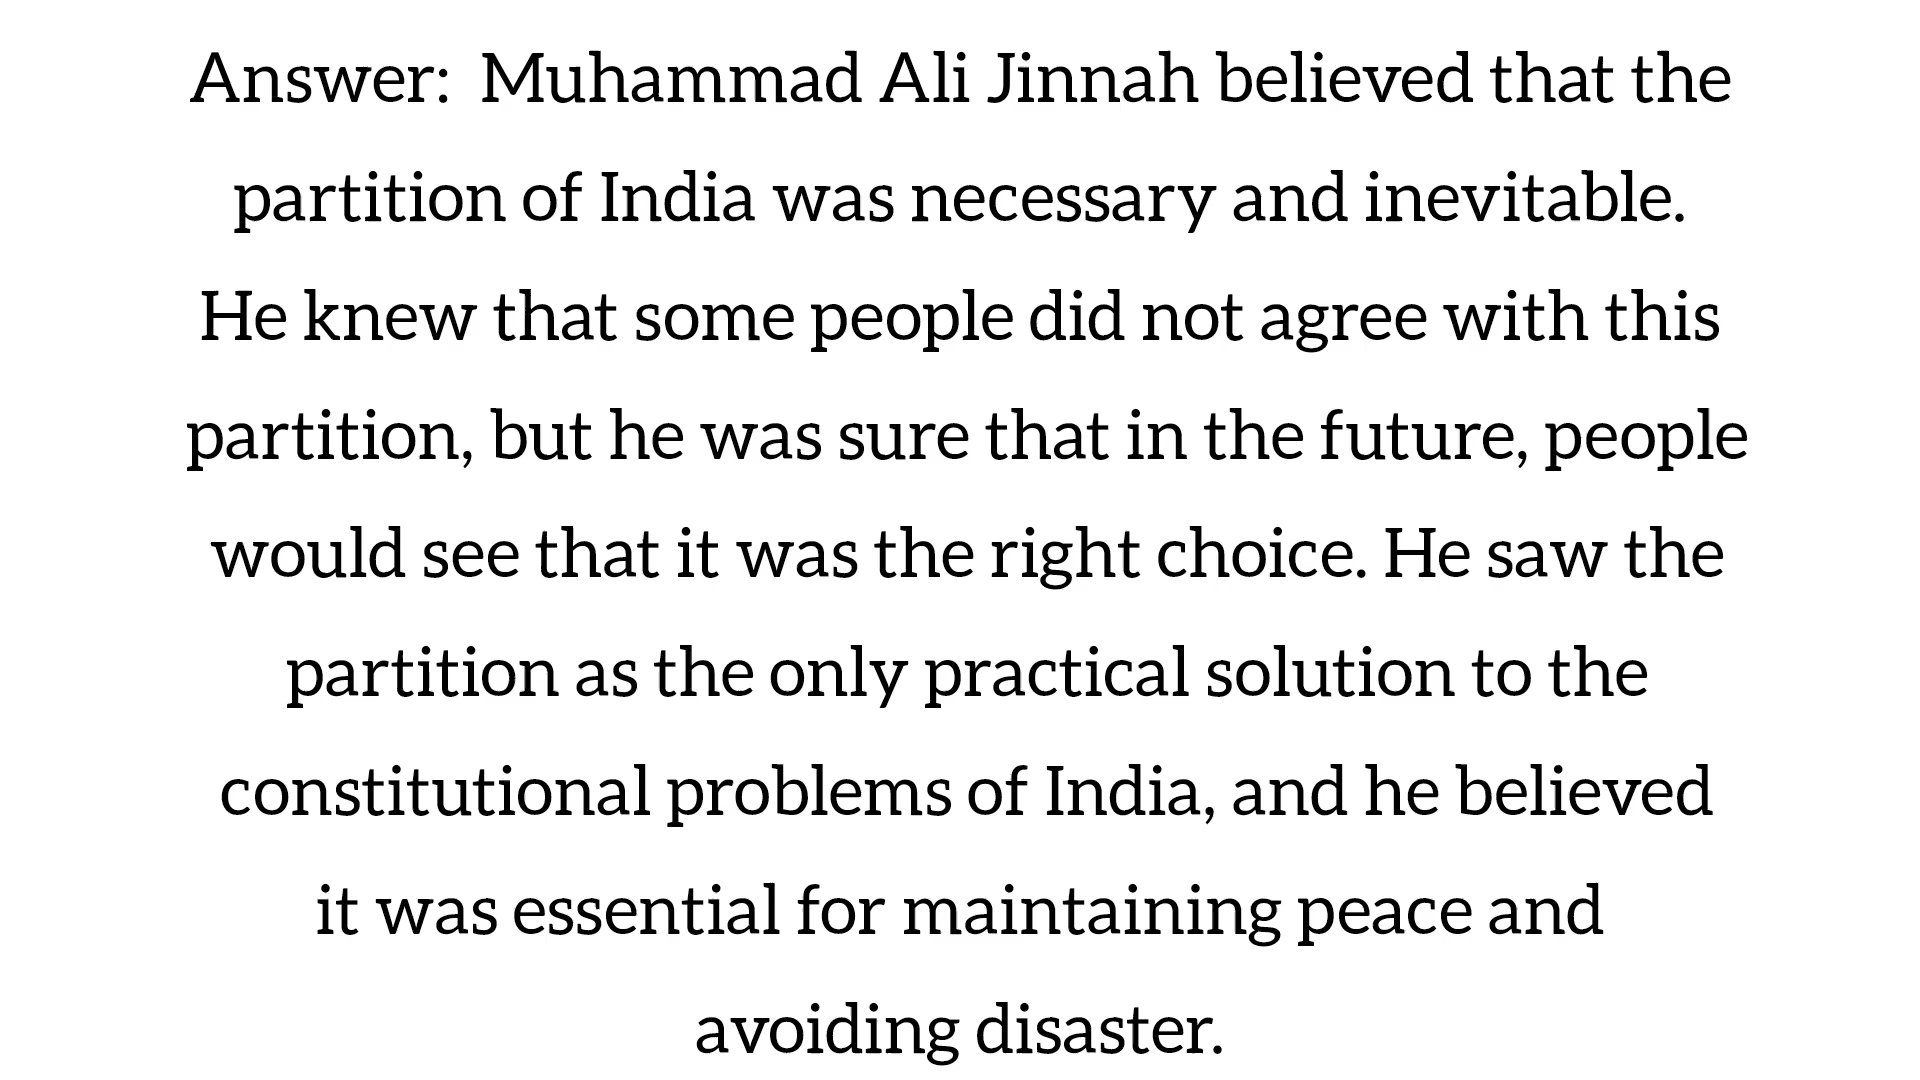 Answer:  Muhammad Ali Jinnah believed that the
partition of India was necessary and inevitable.
He knew that some people did not agree with this
partition, but he was sure that in the future, people
would see that it was the right choice. He saw the
partition as the only practical solution to the
constitutional problems of India, and he believed
it was essential for maintaining peace and
avoiding disaster.